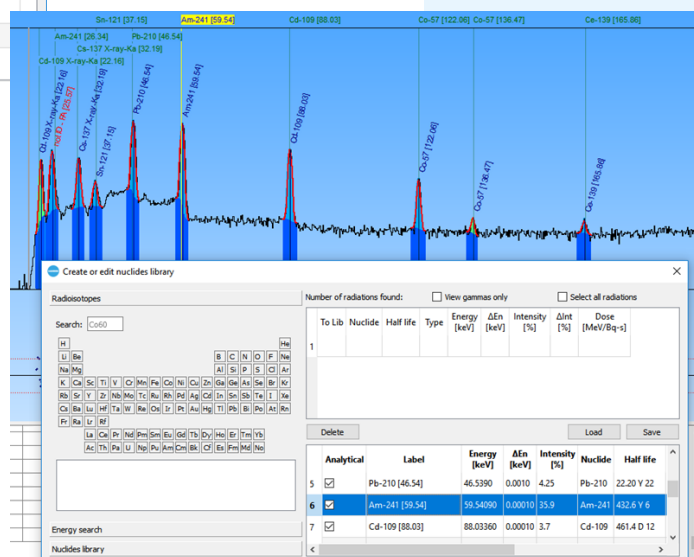 Sn-121 [37.15] Am-241 [59.54] Cd-109 [88.03] Co-57 [122.06] Co-57 [136.47] Ce-139 [165.86]
Am-241 [26.34] Pb-210 [46.54]
Cs-137 X-ray-Ka [32.19]
Cd-109 X-ray-Ka [22.16]
Cd-109 X-ray-Ka [22.16]
not ID - Pk [25.57]
Cs-137 X-ray-Ka [32.19]
Sn-121 [37.15]
Pb-210 [46.54]
Am-241 [59.54]
Cd-109 [88.03]
Co-57 [122.06]
Co-57 [136.47]
Ce-139 [165.86]
Create or edit nuclides library
Radioisotopes
Search: Co60
H He
Li Be B C N O F Ne
Na Mg Al Si P S Cl Ar
K Ca Sc Ti V Cr Mn Fe Co Ni Cu Zn Ga Ge As Se Br Kr
Rb Sr Y Zr Nb Mo Tc Ru Rh Pd Ag Cd In Sn Sb Te I Xe
Cs Ba Lu Hf Ta W Re Os Ir Pt Au Hg Tl Pb Bi Po At Rn
Fr Ra Lr Rf
La Ce Pr Nd Pm Sm Eu Gd Tb Dy Ho Er Tm Yb
Ac Th Pa U Np Pu Am Cm Bk Cf Es Fm Md No
Energy search
Nuclides library
Number of radiations found: View gammas only Select all radiations
To Lib Nuclide Half life Type Energy [keV] ΔEn [keV] Intensity [%] ΔInt [%] Dose [MeV/Bq-s]
1
Delete Load Save
Analytical Label Energy [keV] ΔEn [keV] Intensity [%] Nuclide Half life
5 Pb-210 [46.54] 46.5390 0.0010 4.25 Pb-210 22.20 Y 22
6 Am-241 [59.54] 59.54090 0.00010 35.9 Am-241 432.6 Y 6
7 Cd-109 [88.03] 88.03360 0.00010 3.7 Cd-109 461.4 D 12